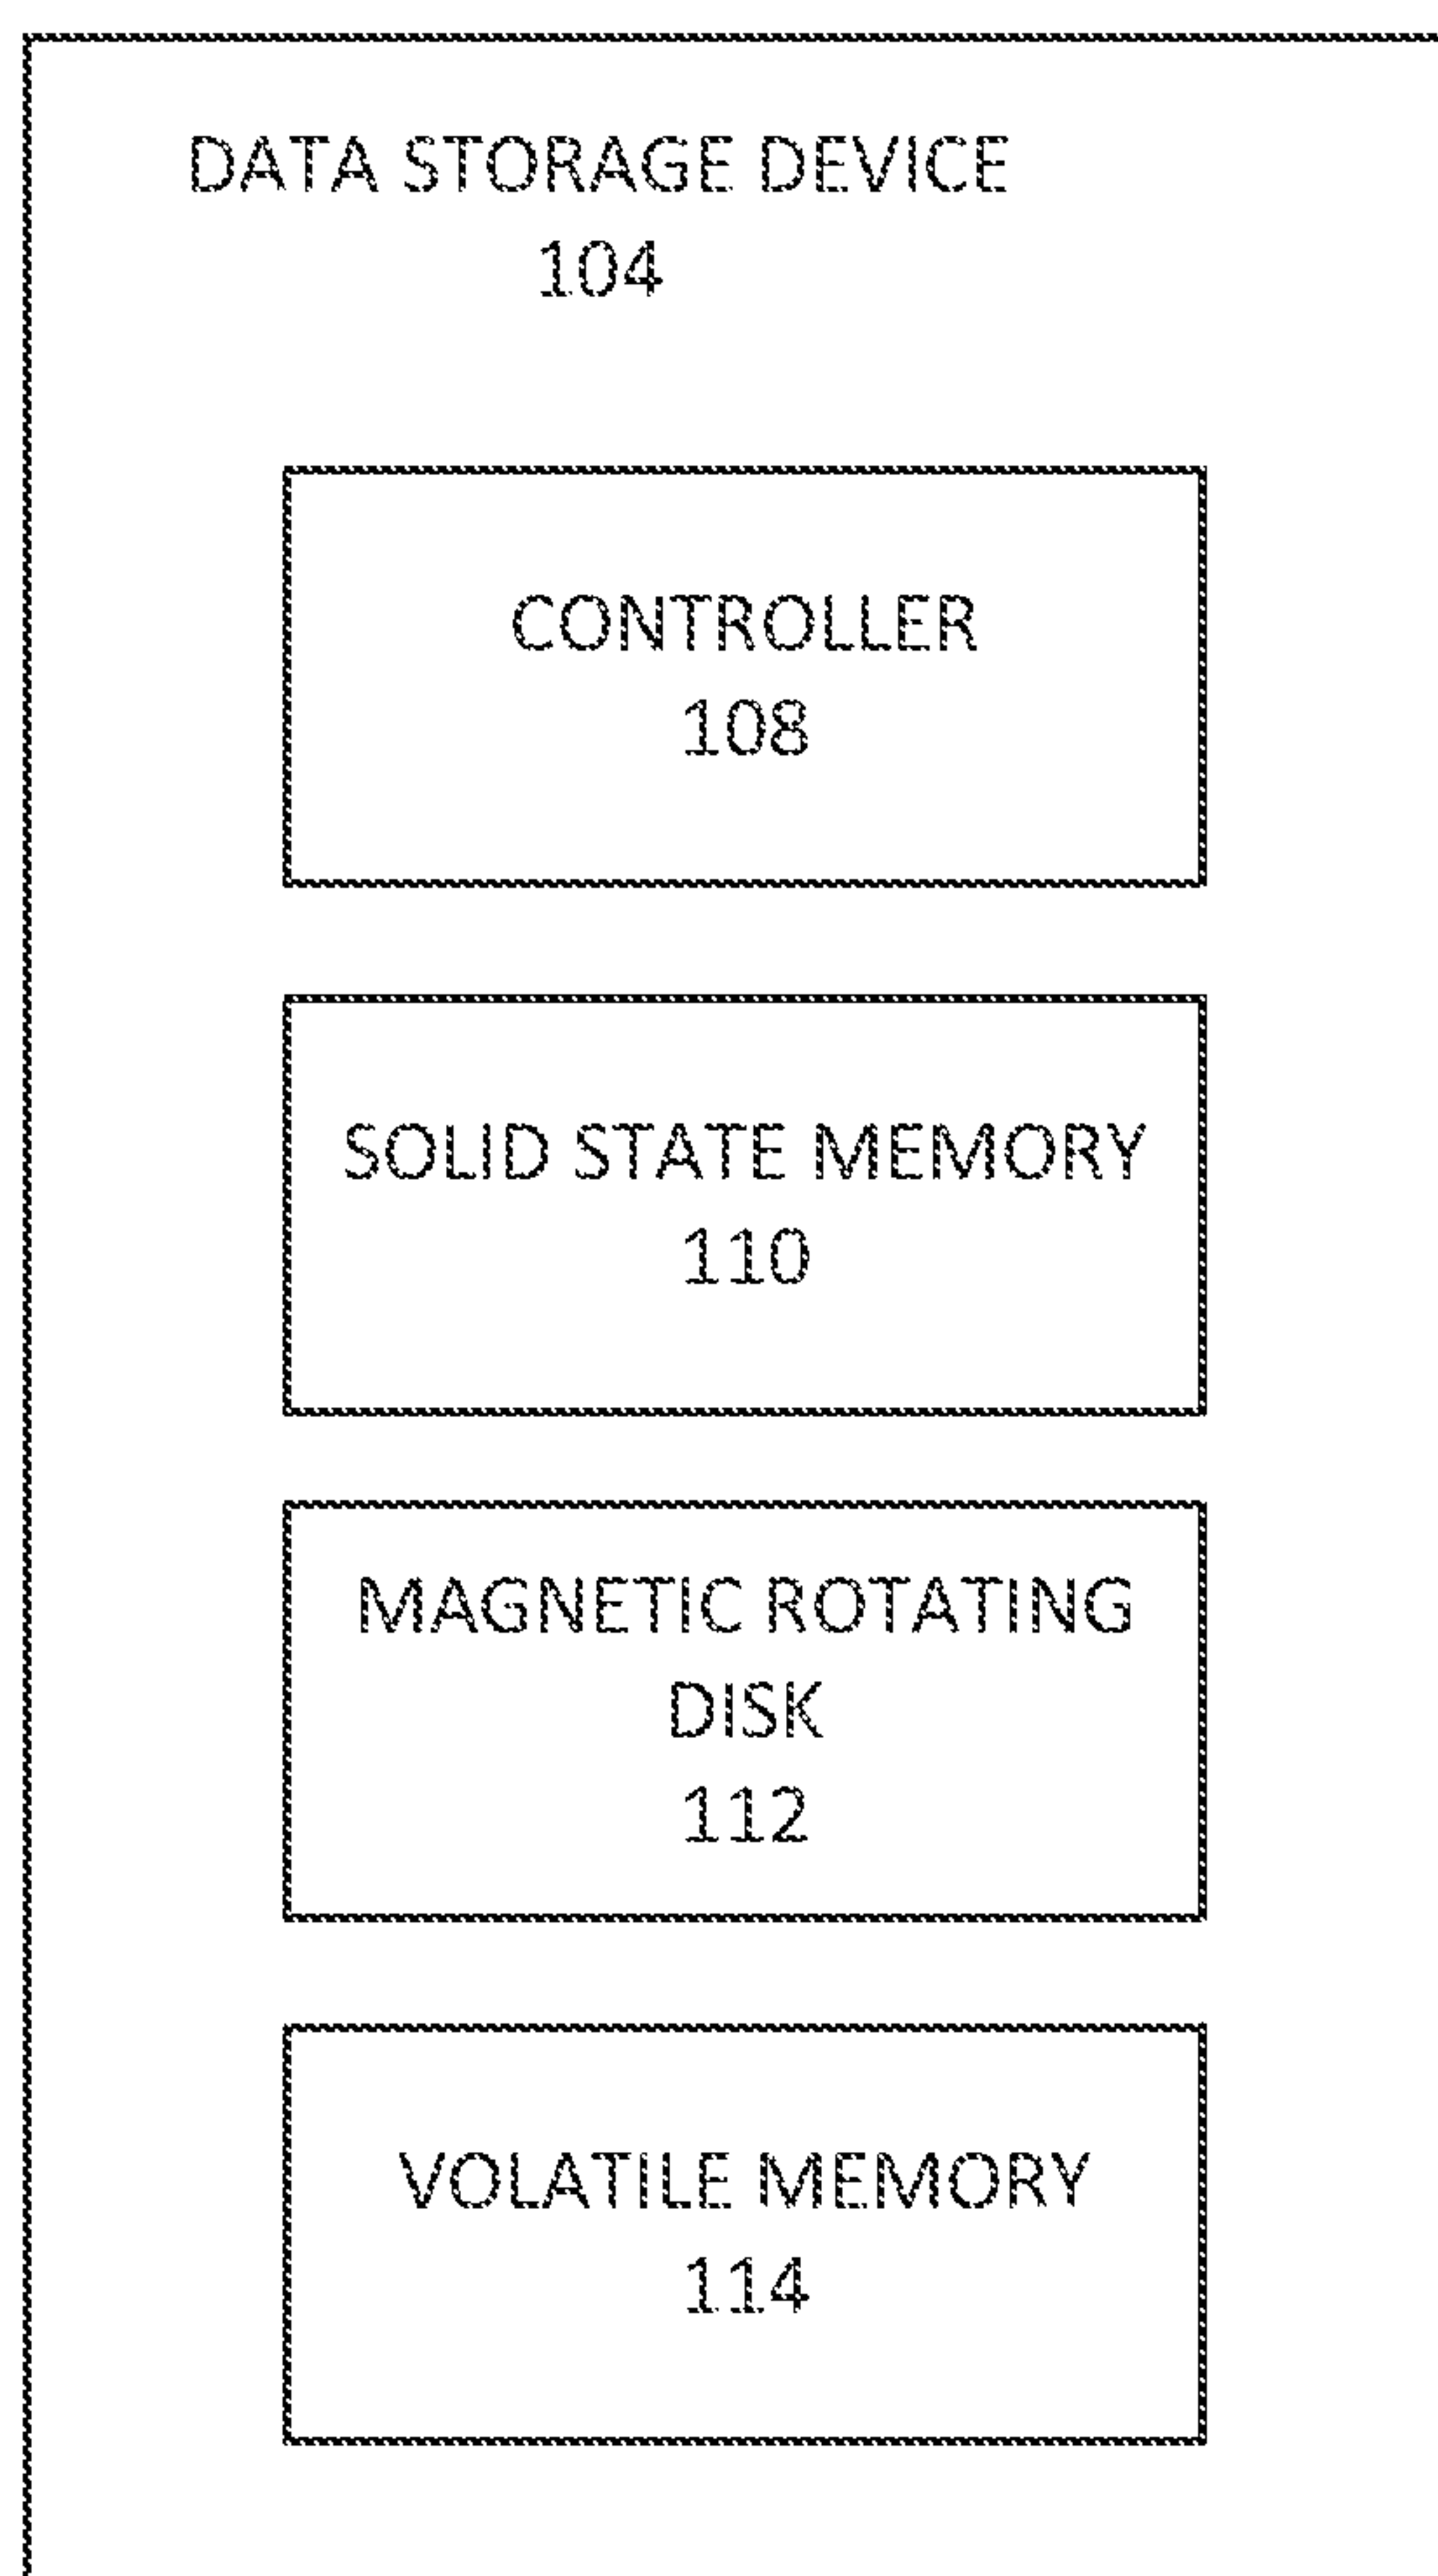 DATA STORAGE DEVICE
104
CONTROLLER
108
SOLID STATE MEMORY
110
MAGNETIC ROTATING
DISK
112
VOLATILE MEMORY
114